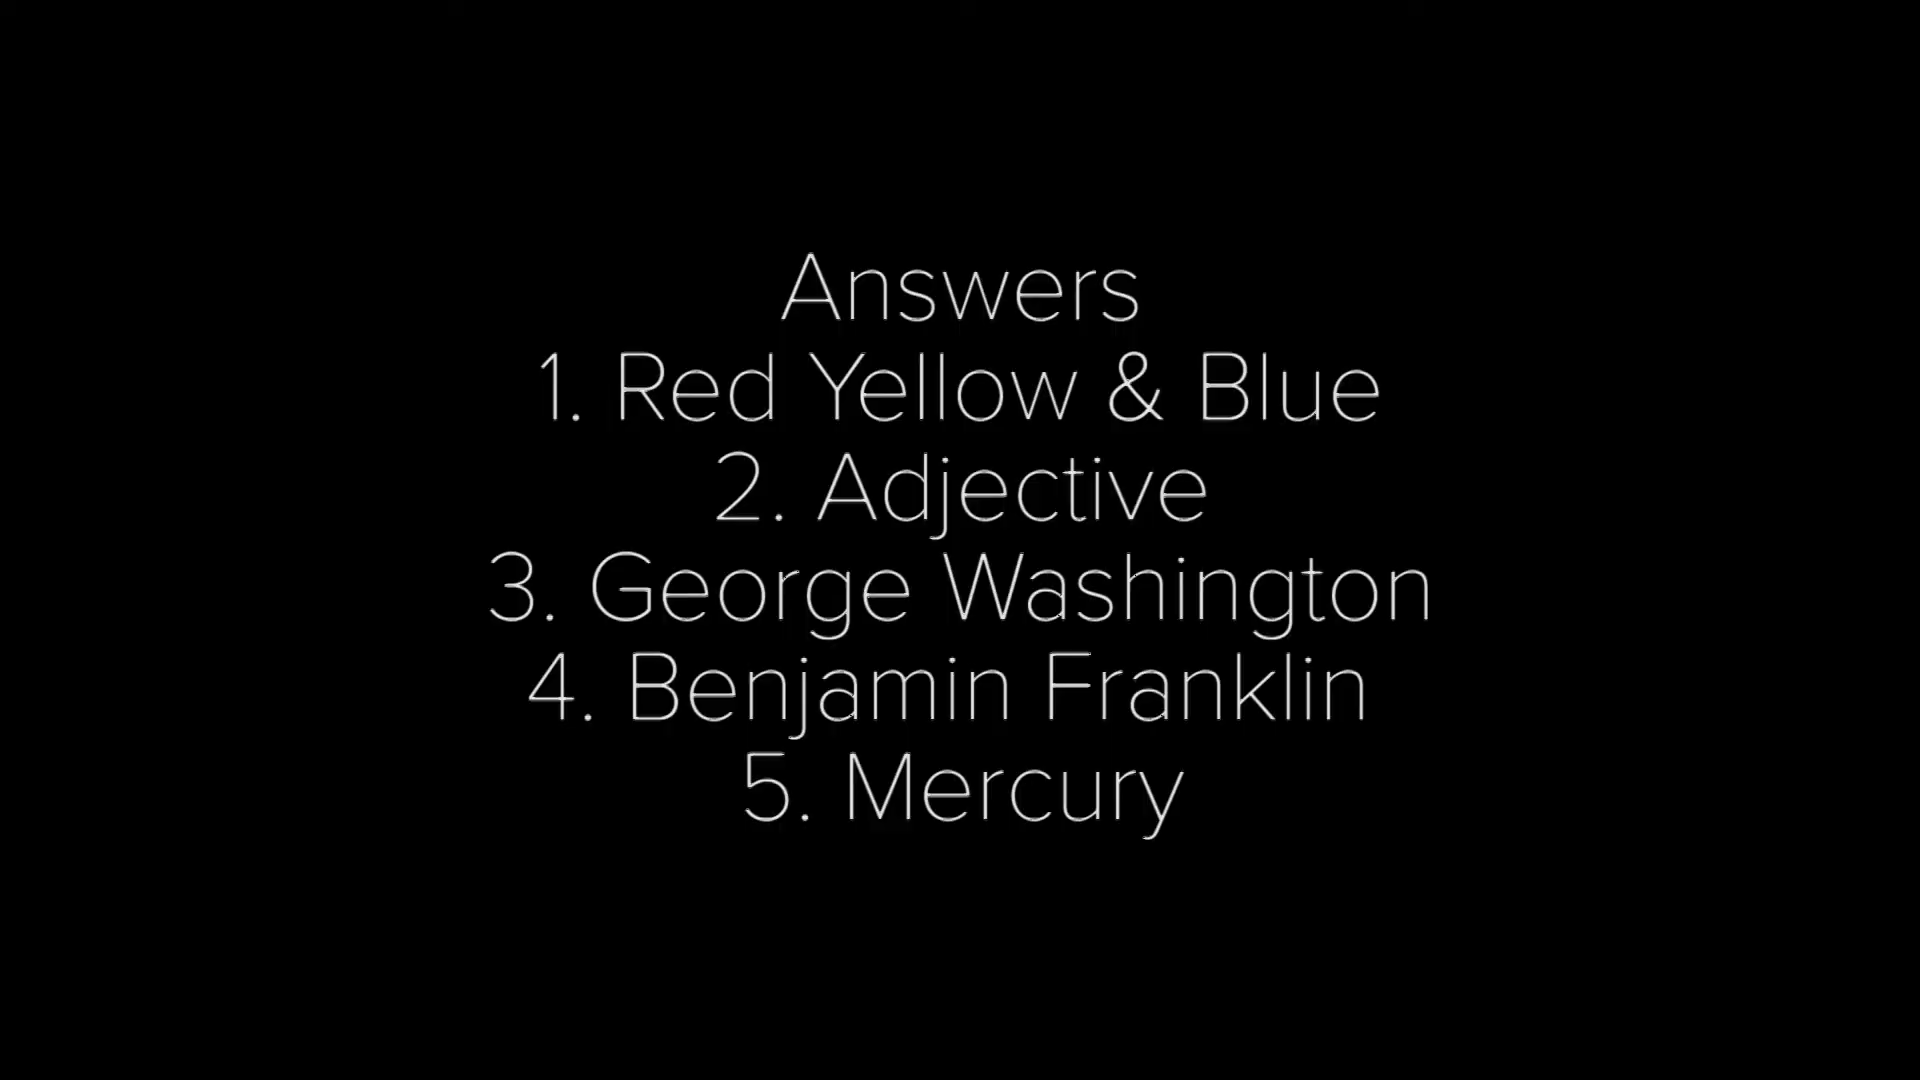 Answers
1. Red Yellow & Blue
2. Adjective
3. George Washington
4. Benjamin Franklin
5. Mercury